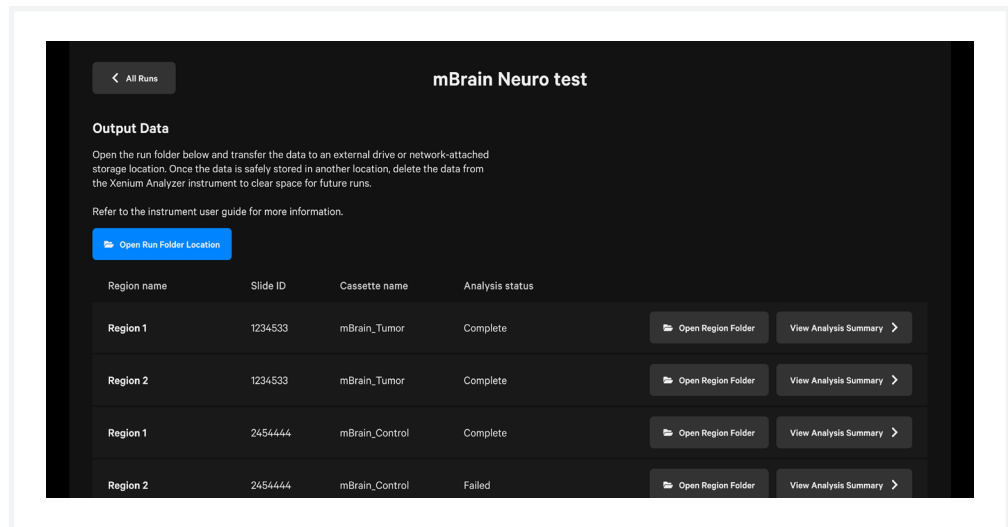 All Runs
mBrain Neuro test
Output Data
Open the run folder below and transfer the data to an external drive or network-attached
storage location. Once the data is safely stored in another location, delete the data from
the Xenium Analyzer instrument to clear space for future runs.
Refer to the instrument user guide for more information.
Open Run Folder Location
Region name Slide ID Cassette name Analysis status
Region 1 1234533 mBrain_Tumor Complete Open Region Folder View Analysis Summary
Region 2 1234533 mBrain_Tumor Complete Open Region Folder View Analysis Summary
Region 1 2454444 mBrain_Control Complete Open Region Folder View Analysis Summary
Region 2 2454444 mBrain_Control Failed Open Region Folder View Analysis Summary